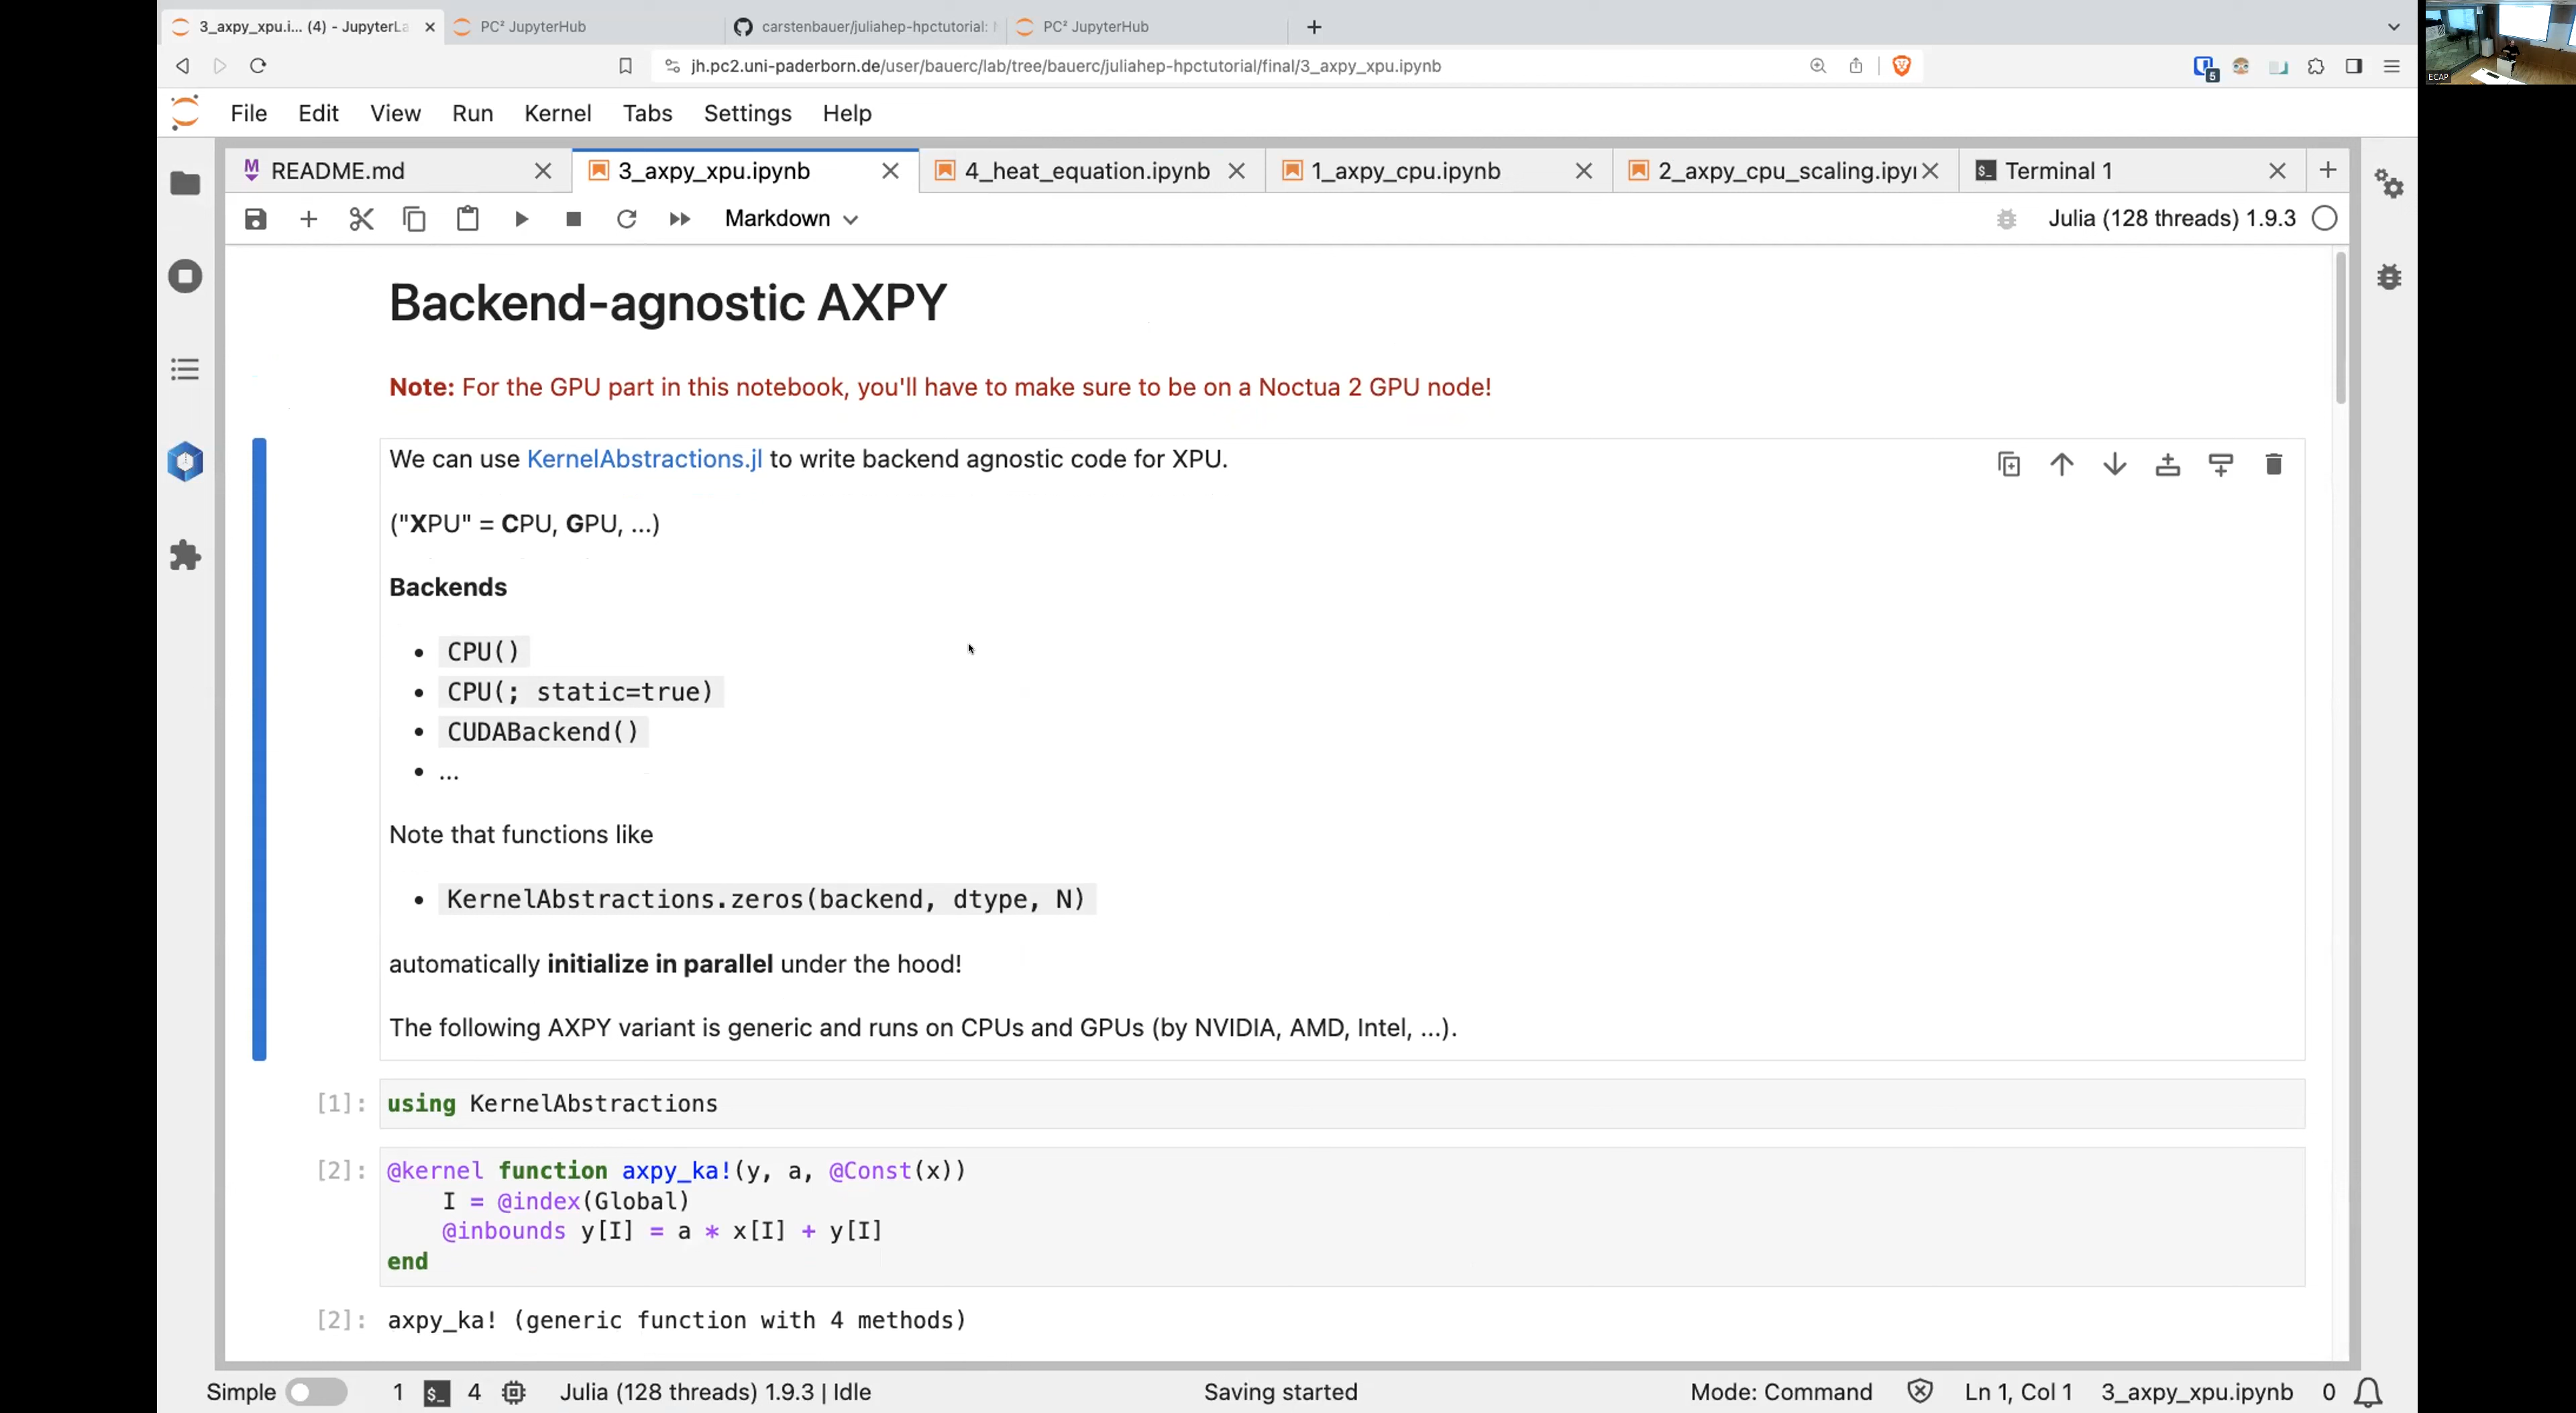 3_axpy_xpu.i... (4) - JupyterLa
PC² JupyterHub
carstenbauer/juliahep-hpctutorial:
PC² JupyterHub
jh.pc2.uni-paderborn.de/user/bauerc/lab/tree/bauerc/juliahep-hpctutorial/final/3_axpy_xpu.ipynb
5
ECAP
File Edit View Run Kernel Tabs Settings Help
README.md
3_axpy_xpu.ipynb
4_heat_equation.ipynb
1_axpy_cpu.ipynb
2_axpy_cpu_scaling.ipyn
Terminal 1
Markdown
Julia (128 threads) 1.9.3
Backend-agnostic AXPY
Note: For the GPU part in this notebook, you'll have to make sure to be on a Noctua 2 GPU node!
We can use KernelAbstractions.jl to write backend agnostic code for XPU.
("XPU" = CPU, GPU, ...)
Backends
• CPU()
• CPU(; static=true)
• CUDABackend()
• ...
Note that functions like
• KernelAbstractions.zeros(backend, dtype, N)
automatically initialize in parallel under the hood!
The following AXPY variant is generic and runs on CPUs and GPUs (by NVIDIA, AMD, Intel, ...).
[1]: using KernelAbstractions
[2]: @kernel function axpy_ka!(y, a, @Const(x))
I = @index(Global)
@inbounds y[I] = a * x[I] + y[I]
end
[2]: axpy_ka! (generic function with 4 methods)
Simple 1 $_ 4 Julia (128 threads) 1.9.3 | Idle Saving started Mode: Command Ln 1, Col 1 3_axpy_xpu.ipynb 0